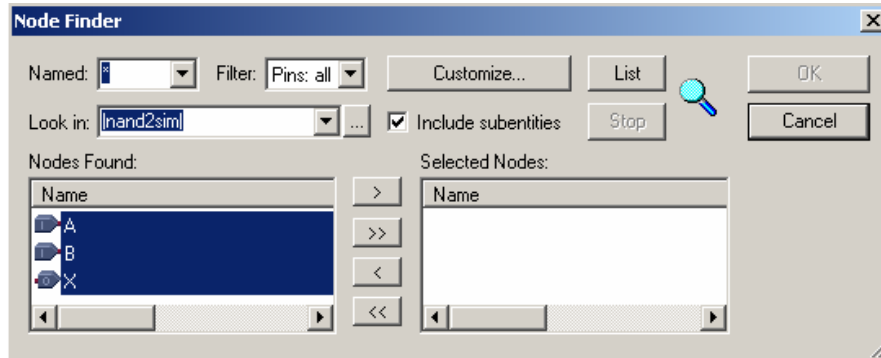 Node Finder
Named: * Filter: Pins: all Customize... List OK
Look in: |nand2sim| ... Include subentities Stop Cancel
Nodes Found: Selected Nodes:
Name > Name
A
B >>
X <
<<